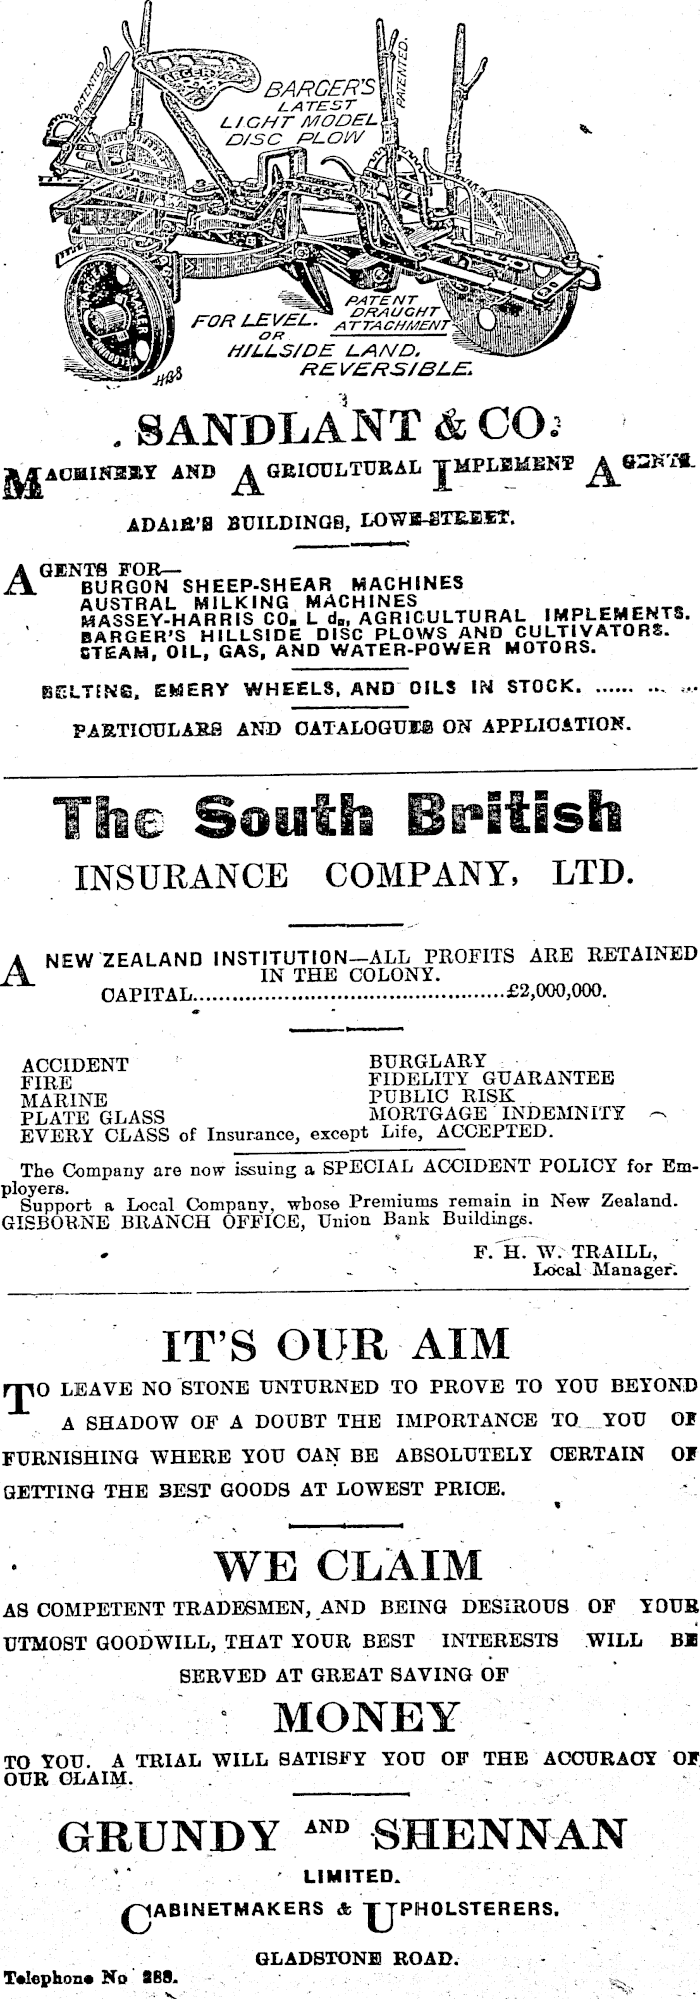 PATENTED.
BARGER
PATENTED.
BARGER'S
LATEST
LIGHT MODEL
DISC PLOW
BARGER MAKER
FOR LEVEL.
OR
HILLSIDE LAND.
REVERSIBLE.
PATENT
DRAUGHT
ATTACHMENT
HBS
SANDLANT & CO.
MACHINERY AND AGRICULTURAL IMPLEMENT AGENTS.
ADAIR'S BUILDINGS, LOWE-STREET.
AGENTS FOR—
BURGON SHEEP-SHEAR MACHINES
AUSTRAL MILKING MACHINES
MASSEY-HARRIS CO. L d., AGRICULTURAL IMPLEMENTS.
BARGER'S HILLSIDE DISC PLOWS AND CULTIVATORS.
STEAM, OIL, GAS, AND WATER-POWER MOTORS.
BELTING, EMERY WHEELS, AND OILS IN STOCK. ...... ... ...
PARTICULARS AND CATALOGUES ON APPLICATION.
The South British
INSURANCE COMPANY, LTD.
A NEW ZEALAND INSTITUTION—ALL PROFITS ARE RETAINED
IN THE COLONY.
CAPITAL..............................................£2,000,000.
ACCIDENT BURGLARY
FIRE FIDELITY GUARANTEE
MARINE PUBLIC RISK
PLATE GLASS MORTGAGE INDEMNITY
EVERY CLASS of Insurance, except Life, ACCEPTED.
The Company are now issuing a SPECIAL ACCIDENT POLICY for Em-
ployers.
Support a Local Company, whose Premiums remain in New Zealand.
GISBORNE BRANCH OFFICE, Union Bank Buildings.
F. H. W. TRAILL,
Local Manager.
IT'S OUR AIM
TO LEAVE NO STONE UNTURNED TO PROVE TO YOU BEYOND
A SHADOW OF A DOUBT THE IMPORTANCE TO YOU OF
FURNISHING WHERE YOU CAN BE ABSOLUTELY CERTAIN OF
GETTING THE BEST GOODS AT LOWEST PRICE.
WE CLAIM
AS COMPETENT TRADESMEN, AND BEING DESIROUS OF YOUR
UTMOST GOODWILL, THAT YOUR BEST INTERESTS WILL BE
SERVED AT GREAT SAVING OF
MONEY
TO YOU. A TRIAL WILL SATISFY YOU OF THE ACCURACY OF
OUR CLAIM.
GRUNDY AND SHENNAN
LIMITED.
CABINETMAKERS & UPHOLSTERERS.
GLADSTONE ROAD.
Telephone No 288.